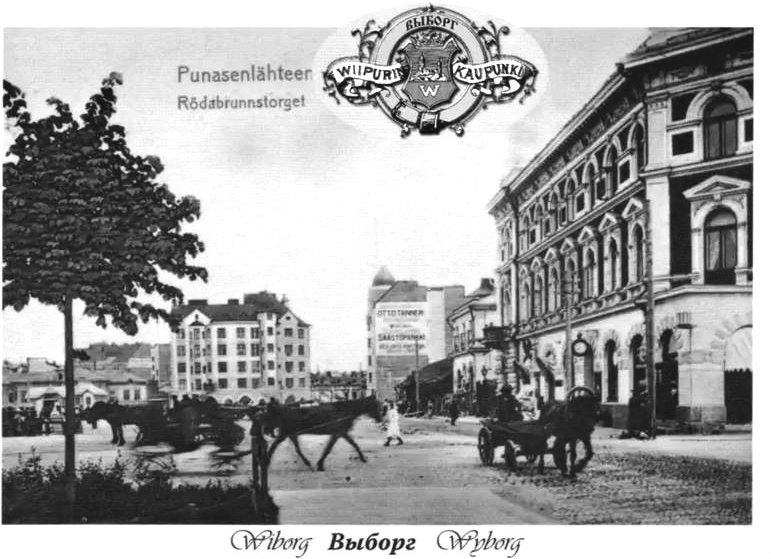 ВЫБОРГ
WIIPURIN KAUPUNKI
W
Punasenlähteen
Rödabrunnstorget
OTTO TANNER
SÄÄSTÖPANKKI
Wiborg Выборг Wyborg